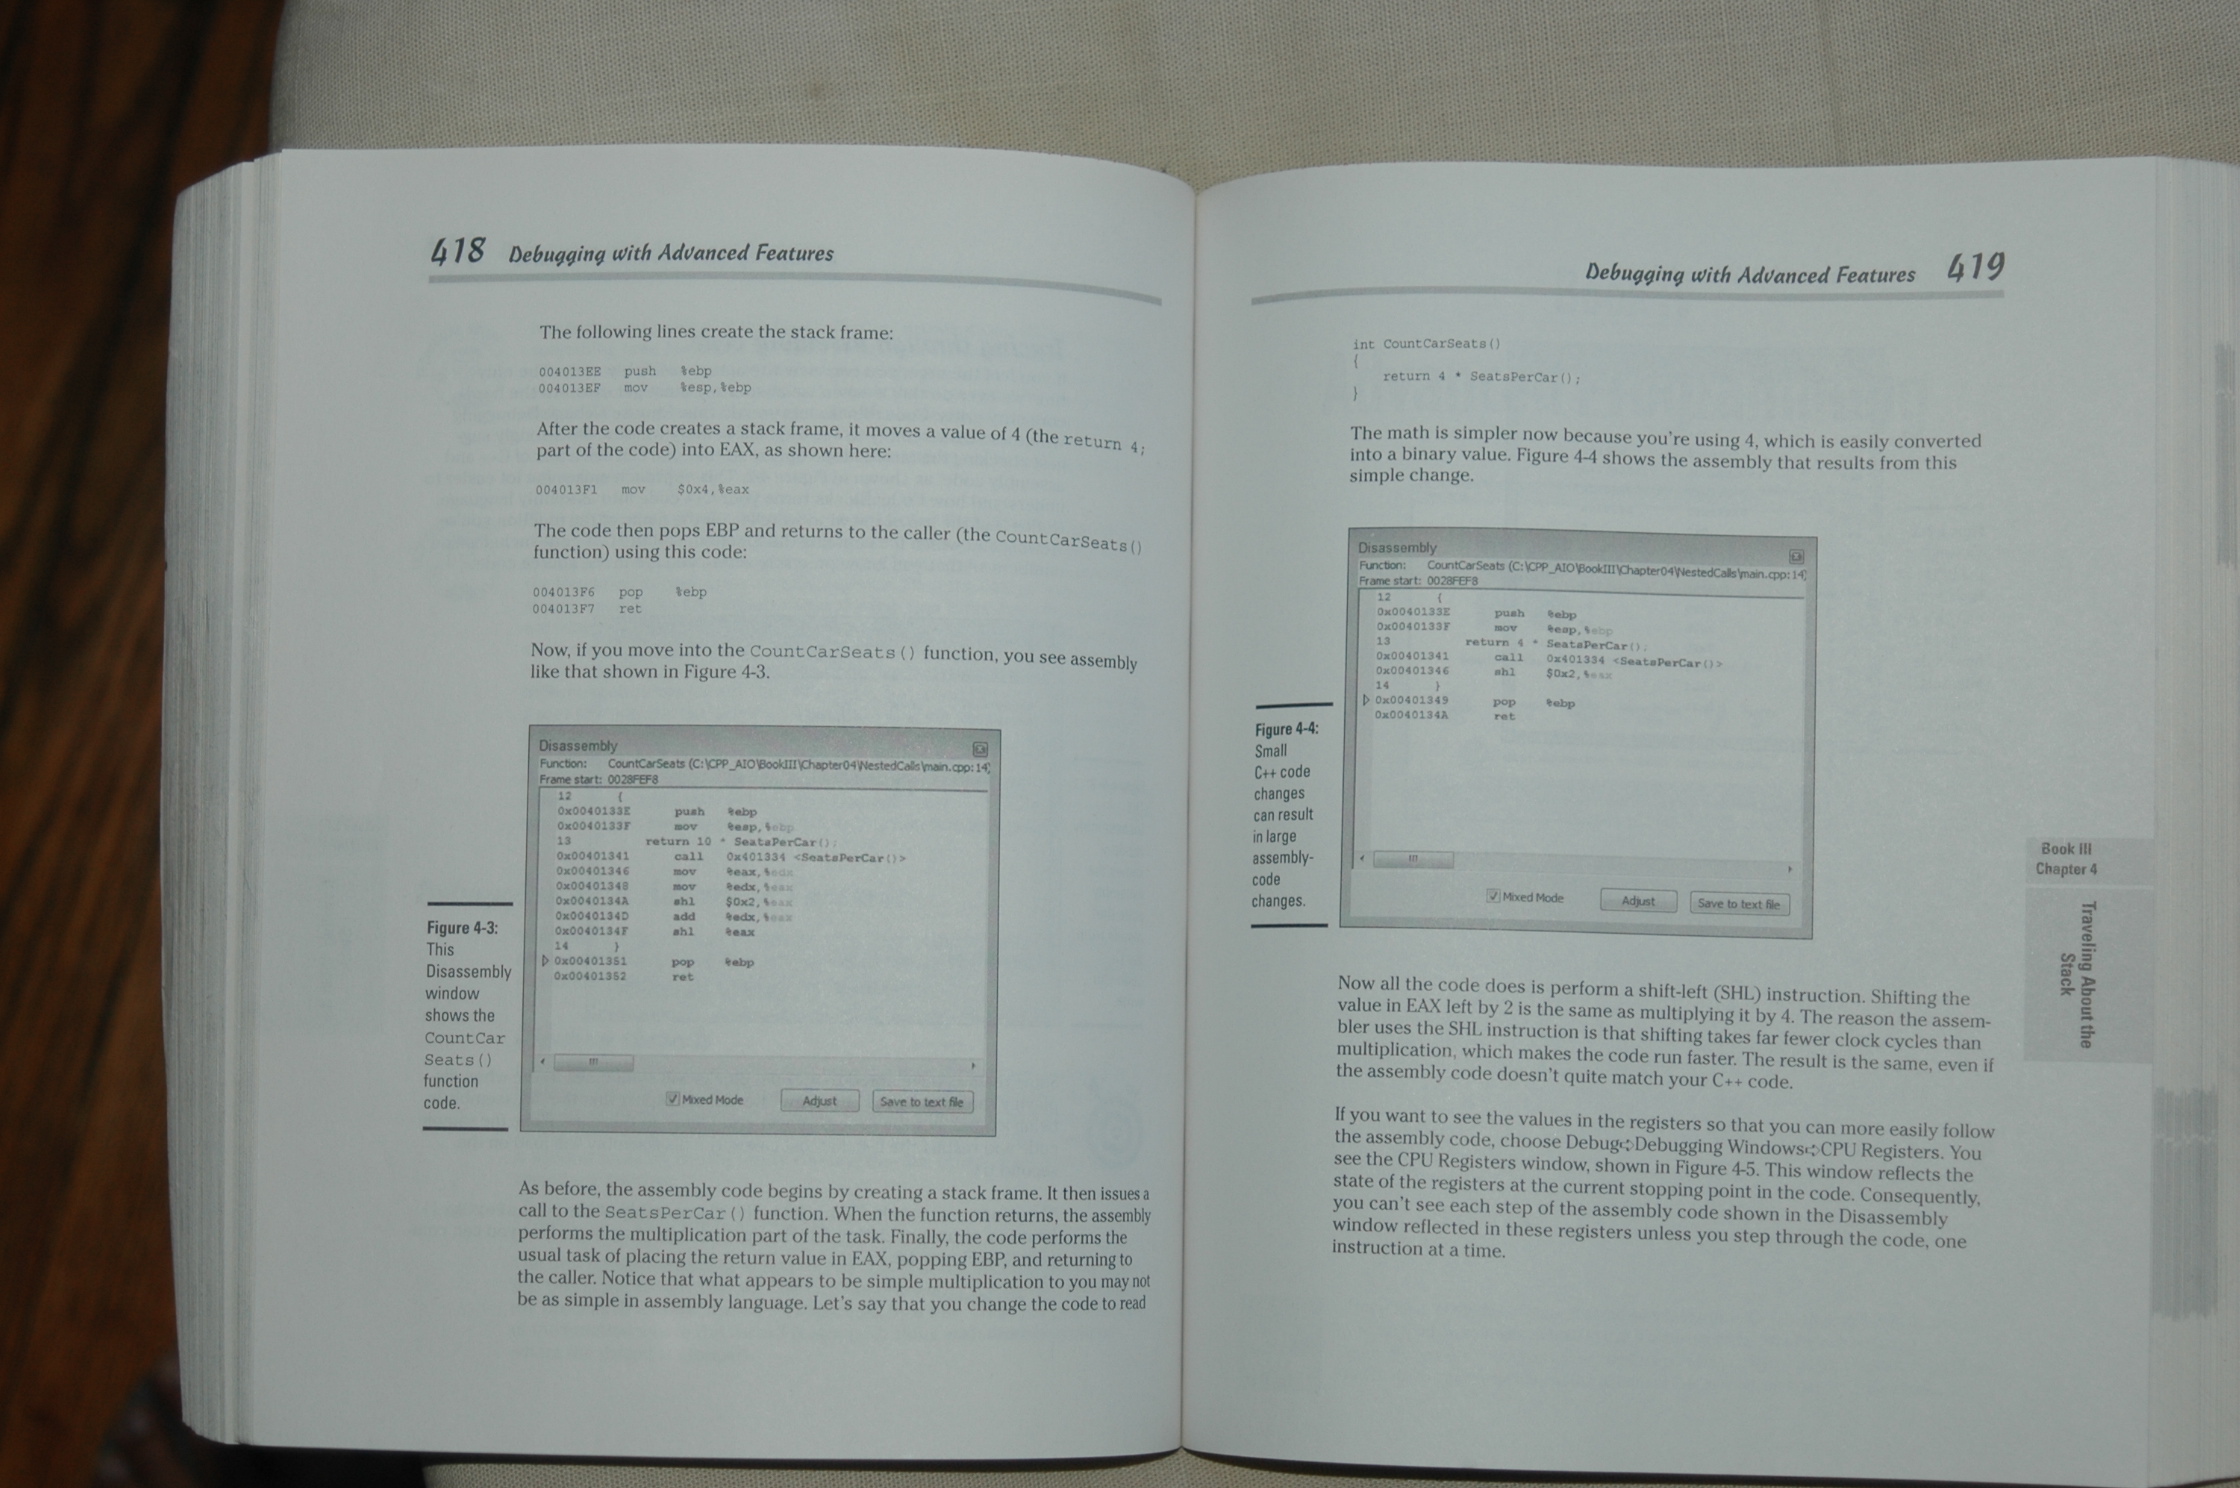 418 Debugging with Advanced Features
The following lines create the stack frame:
004013EE push %ebp
004013EF mov %esp,%ebp
After the code creates a stack frame, it moves a value of 4 (the return 4;
part of the code) into EAX, as shown here:
004013F1 mov $0x4,%eax
The code then pops EBP and returns to the caller (the CountCarSeats()
function) using this code:
004013F6 pop %ebp
004013F7 ret
Now, if you move into the CountCarSeats() function, you see assembly
like that shown in Figure 4-3.
Disassembly
Function: CountCarSeats (C:\CPP_AIO\BookIII\Chapter04\NestedCalls\main.cpp:14)
Frame start: 0028FEF8
12 {
0x0040133E push %ebp
0x0040133F mov %esp,%ebp
13 return 10 * SeatsPerCar();
0x00401341 call 0x401334 <SeatsPerCar()>
0x00401346 mov %eax,%edx
0x00401348 mov %edx,%eax
0x0040134A shl $0x2,%eax
0x0040134D add %edx,%eax
0x0040134F shl %eax
14 }
0x00401351 pop %ebp
0x00401352 ret
Mixed Mode Adjust Save to text file
Figure 4-3:
This
Disassembly
window
shows the
CountCar
Seats()
function
code.
As before, the assembly code begins by creating a stack frame. It then issues a
call to the SeatsPerCar() function. When the function returns, the assembly
performs the multiplication part of the task. Finally, the code performs the
usual task of placing the return value in EAX, popping EBP, and returning to
the caller. Notice that what appears to be simple multiplication to you may not
be as simple in assembly language. Let's say that you change the code to read
Debugging with Advanced Features 419
int CountCarSeats()
{
return 4 * SeatsPerCar();
}
The math is simpler now because you're using 4, which is easily converted
into a binary value. Figure 4-4 shows the assembly that results from this
simple change.
Disassembly
Function: CountCarSeats (C:\CPP_AIO\BookIII\Chapter04\NestedCalls\main.cpp:14)
Frame start: 0028FEF8
12 {
0x0040133E push %ebp
0x0040133F mov %esp,%ebp
13 return 4 * SeatsPerCar();
0x00401341 call 0x401334 <SeatsPerCar()>
0x00401346 shl $0x2,%eax
14 }
0x00401349 pop %ebp
0x0040134A ret
Mixed Mode Adjust Save to text file
Figure 4-4:
Small
C++ code
changes
can result
in large
assembly-
code
changes.
Now all the code does is perform a shift-left (SHL) instruction. Shifting the
value in EAX left by 2 is the same as multiplying it by 4. The reason the assem-
bler uses the SHL instruction is that shifting takes far fewer clock cycles than
multiplication, which makes the code run faster. The result is the same, even if
the assembly code doesn't quite match your C++ code.
If you want to see the values in the registers so that you can more easily follow
the assembly code, choose Debug➪Debugging Windows➪CPU Registers. You
see the CPU Registers window, shown in Figure 4-5. This window reflects the
state of the registers at the current stopping point in the code. Consequently,
you can't see each step of the assembly code shown in the Disassembly
window reflected in these registers unless you step through the code, one
instruction at a time.
Book III
Chapter 4
Traveling About the
Stack